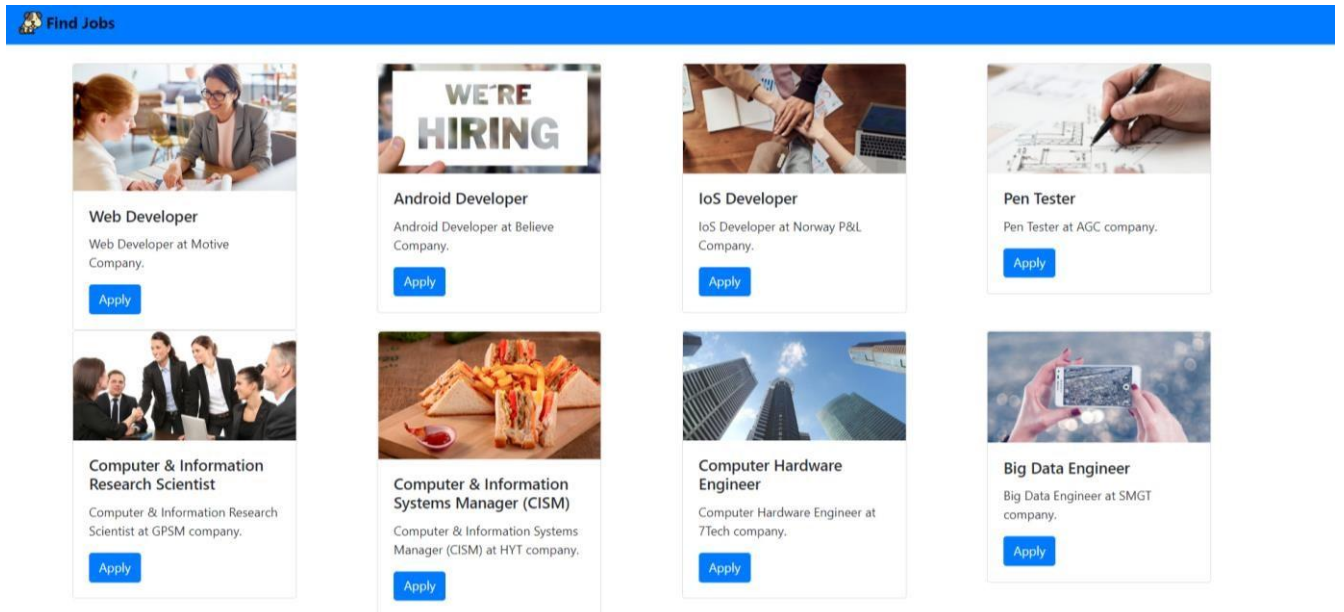 Find Jobs
WE'RE
HIRING
Web Developer
Web Developer at Motive
Company.
Apply
Android Developer
Android Developer at Believe
Company.
Apply
IoS Developer
IoS Developer at Norway P&L
Company.
Apply
Pen Tester
Pen Tester at AGC company.
Apply
Computer & Information
Research Scientist
Computer & Information Research
Scientist at GPSM company.
Apply
Computer & Information
Systems Manager (CISM)
Computer & Information Systems
Manager (CISM) at HYT company.
Apply
Computer Hardware
Engineer
Computer Hardware Engineer at
7Tech company.
Apply
Big Data Engineer
Big Data Engineer at SMGT
company.
Apply